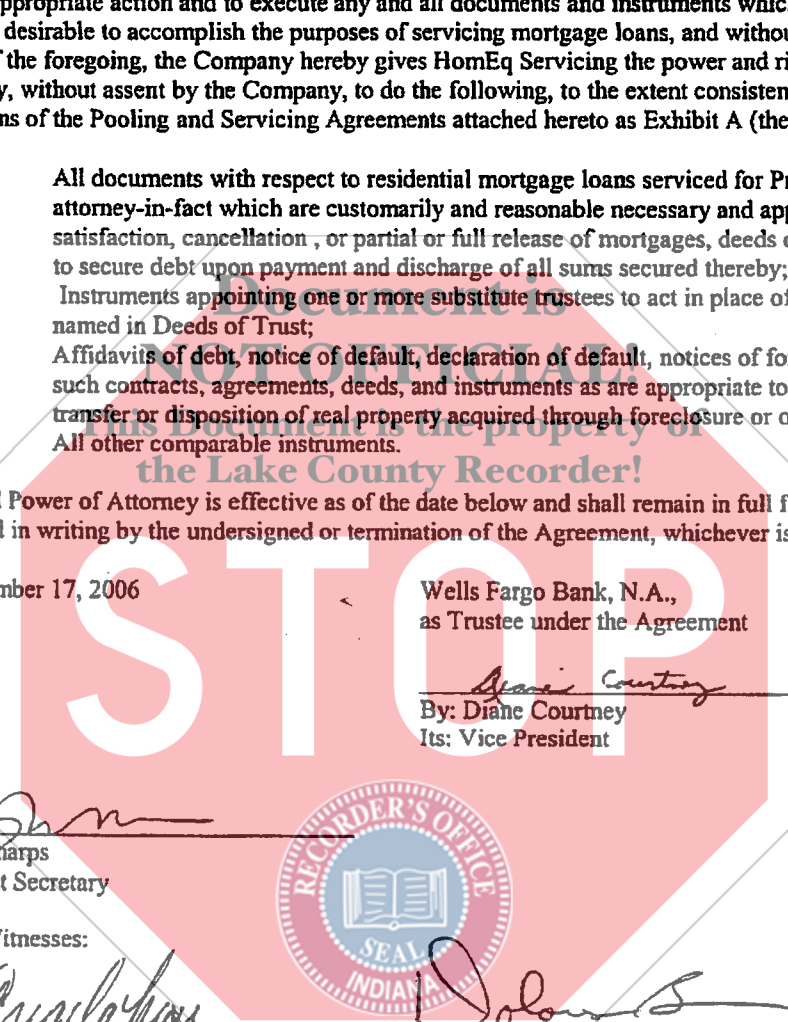 ppropriate action and to execute any and all documents and instruments whic
desirable to accomplish the purposes of servicing mortgage loans, and withou
f the foregoing, the Company hereby gives HomEq Servicing the power and ri
y, without assent by the Company, to do the following, to the extent consisten
ns of the Pooling and Servicing Agreements attached hereto as Exhibit A (the
All documents with respect to residential mortgage loans serviced for Pr
attorney-in-fact which are customarily and reasonable necessary and app
satisfaction, cancellation , or partial or full release of mortgages, deeds
to secure debt upon payment and discharge of all sums secured thereby;
Instruments appointing one or more substitute trustees to act in place of
named in Deeds of Trust;
Document is
Affidavits of debt, notice of default, declaration of default, notices of fo
NOT OFFICIAL!
such contracts, agreements, deeds, and instruments as are appropriate to
transfer or disposition of real property acquired through foreclosure or o
This Document is the property of
All other comparable instruments.
the Lake County Recorder!
l Power of Attorney is effective as of the date below and shall remain in full f
l in writing by the undersigned or termination of the Agreement, whichever is
mber 17, 2006
Wells Fargo Bank, N.A.,
as Trustee under the Agreement
STOP
Diane Courtney
By: Diane Courtney
Its: Vice President
harps
t Secretary
RECORDER'S OFFICE
SEAL
INDIANA
Witnesses: